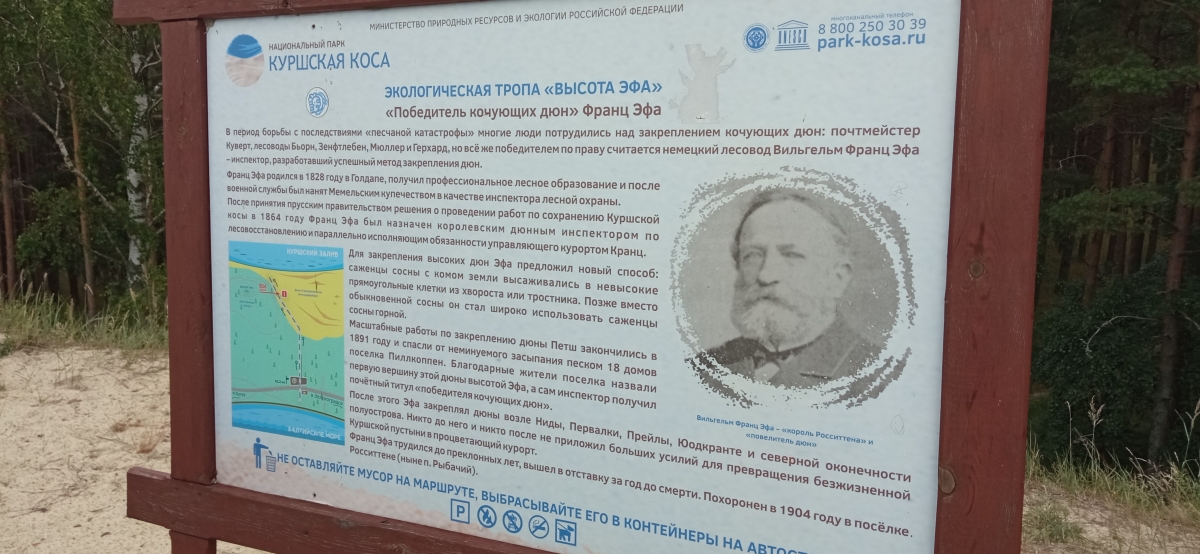 МИНИСТЕРСТВО ПРИРОДНЫХ РЕСУРСОВ И ЭКОЛОГИИ РОССИЙСКОЙ ФЕДЕРАЦИИ
НАЦИОНАЛЬНЫЙ ПАРК
КУРШСКАЯ КОСА
UNESCO
многоканальный телефон
8 800 250 30 39
park-kosa.ru
ЭКОЛОГИЧЕСКАЯ ТРОПА «ВЫСОТА ЭФА»
«Победитель кочующих дюн» Франц Эфа
В период борьбы с последствиями «песчаной катастрофы» многие люди потрудились над закреплением кочующих дюн: почтмейстер
Куверт, лесоводы Бьорн, Зенфтлебен, Мюллер и Герхард, но всё же победителем по праву считается немецкий лесовод Вильгельм Франц Эфа
– инспектор, разработавший успешный метод закрепления дюн.
Франц Эфа родился в 1828 году в Голдапе, получил профессиональное лесное образование и после
военной службы был нанят Мемельским купечеством в качестве инспектора лесной охраны.
После принятия прусским правительством решения о проведении работ по сохранению Куршской
косы в 1864 году Франц Эфа был назначен королевским дюнным инспектором по
лесовосстановлению и параллельно исполняющим обязанности управляющего курортом Кранц.
Для закрепления высоких дюн Эфа предложил новый способ:
саженцы сосны с комом земли высаживались в невысокие
прямоугольные клетки из хвороста или тростника. Позже вместо
обыкновенной сосны он стал широко использовать саженцы
сосны горной.
Масштабные работы по закреплению дюны Петш закончились в
1891 году и спасли от неминуемого засыпания песком 18 домов
поселка Пиллкоппен. Благодарные жители поселка назвали
первую вершину этой дюны высотой Эфа, а сам инспектор получил
почётный титул «победителя кочующих дюн».
После этого Эфа закреплял дюны возле Ниды, Первалки, Прейлы, Юодкранте и северной оконечности
полуострова. Никто до него и никто после не приложил больших усилий для превращения безжизненной
Куршской пустыни в процветающий курорт.
Франц Эфа трудился до преклонных лет, вышел в отставку за год до смерти. Похоронен в 1904 году в посёлке
Росситтене (ныне п. Рыбачий).
КУРШСКИЙ ЗАЛИВ
БАЛТИЙСКОЕ МОРЕ
Вильгельм Франц Эфа – «король Росситтена» и
«повелитель дюн»
НЕ ОСТАВЛЯЙТЕ МУСОР НА МАРШРУТЕ, ВЫБРАСЫВАЙТЕ ЕГО В КОНТЕЙНЕРЫ НА
P